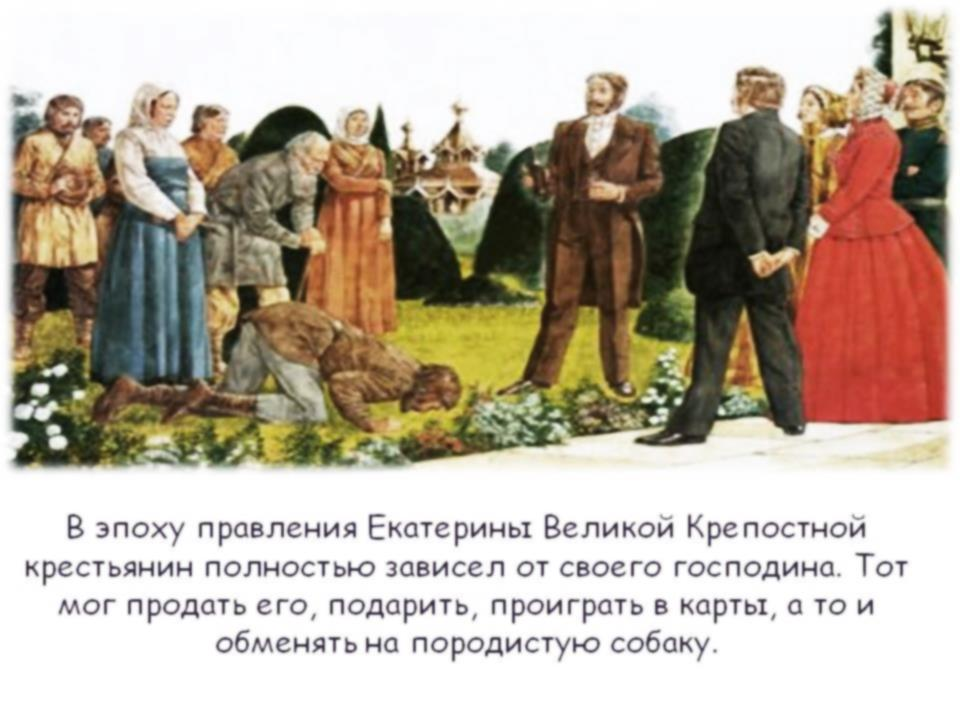 В эпоху правления Екатерины Великой Крепостной
крестьянин полностью зависел от своего господина. Тот
мог продать его, подарить, проиграть в карты, а то и
обменять на породистую собаку.